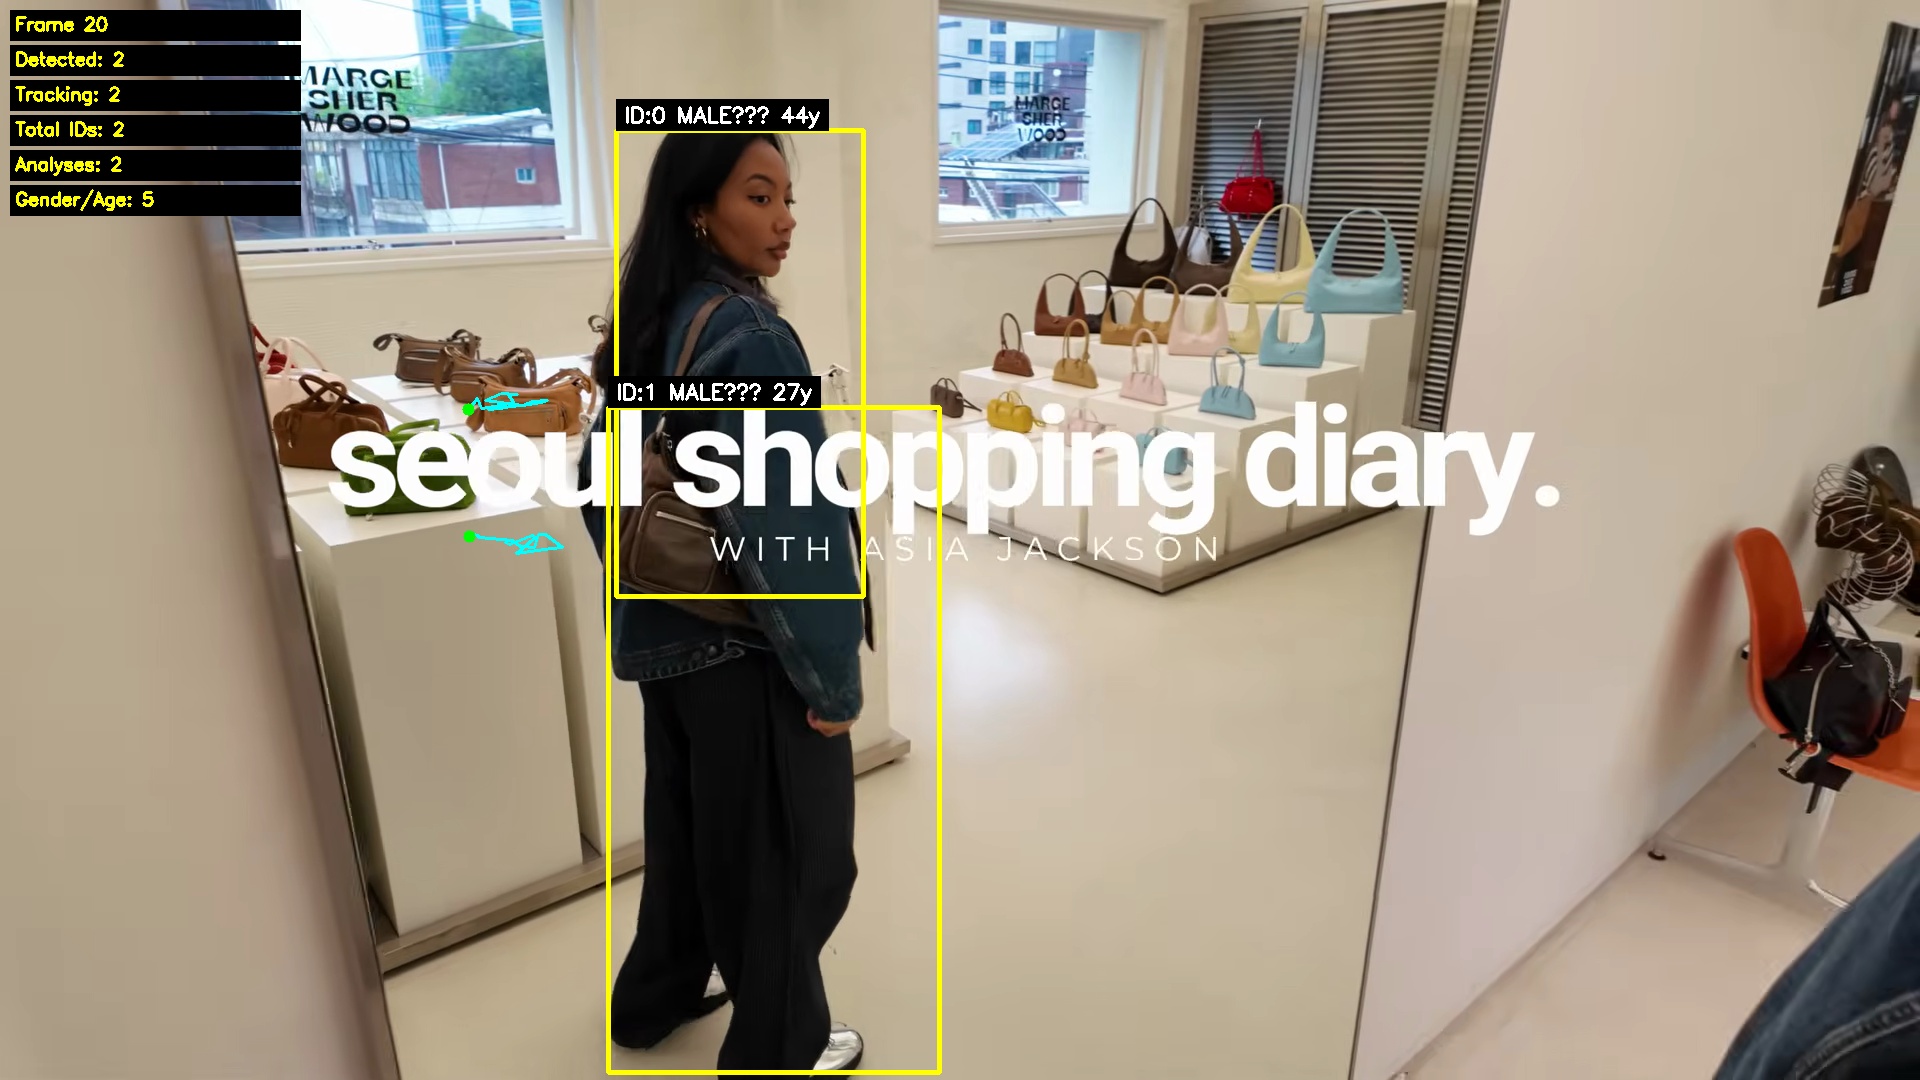 Frame 20
Detected: 2
Tracking: 2
Total IDs: 2
Analyses: 2
Gender/Age: 5
MARGE
SHER
WOOD
ID:0 MALE??? 44y
MARGE
SHER
WOOD
ID:1 MALE??? 27y
seoul shopping diary.
WITH ASIA JACKSON